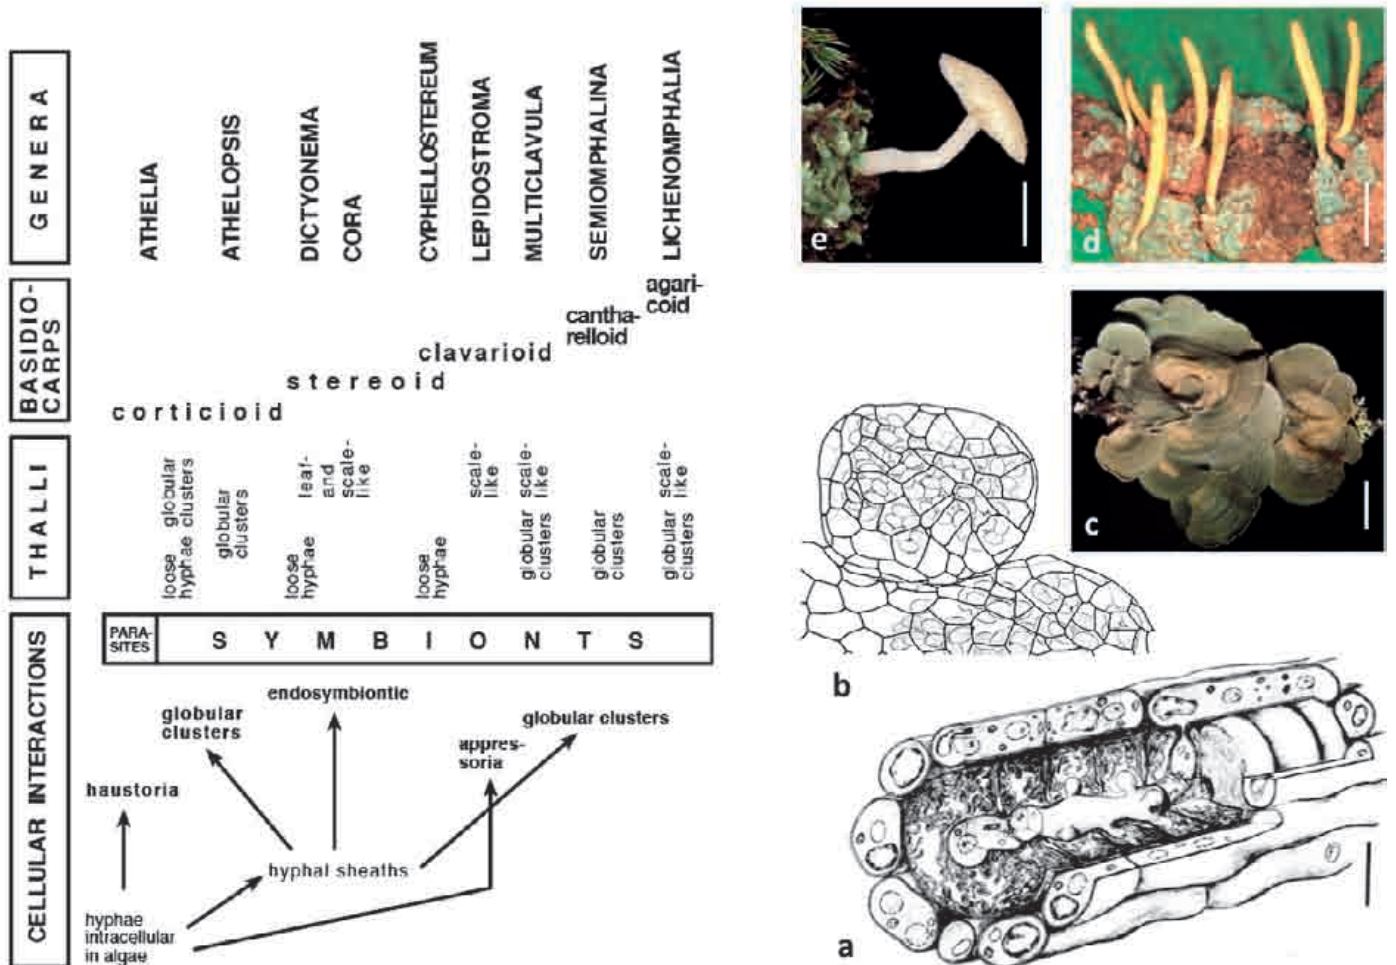 GENERA
ATHELIA
ATHELOPSIS
DICTYONEMA
CORA
CYPHELLOSTEREUM
LEPIDOSTROMA
MULTICLAVULA
SEMIOMPHALINA
LICHENOMPHALIA
BASIDIO-
CARPS
agari-
coid
cantha-
relloid
clavarioid
stereoid
corticioid
THALLI
loose globular
hyphae clusters
globular
clusters
loose leaf-
hyphae and
scale-
like
loose
hyphae
scale-
like
globular scale-
clusters like
globular
clusters
globular scale-
clusters like
CELLULAR INTERACTIONS
PARA-
SITES
SYMBIONTS
globular
clusters
endosymbiontic
globular clusters
appres-
soria
haustoria
hyphal sheaths
hyphae
intracellular
in algae
e
d
c
b
a